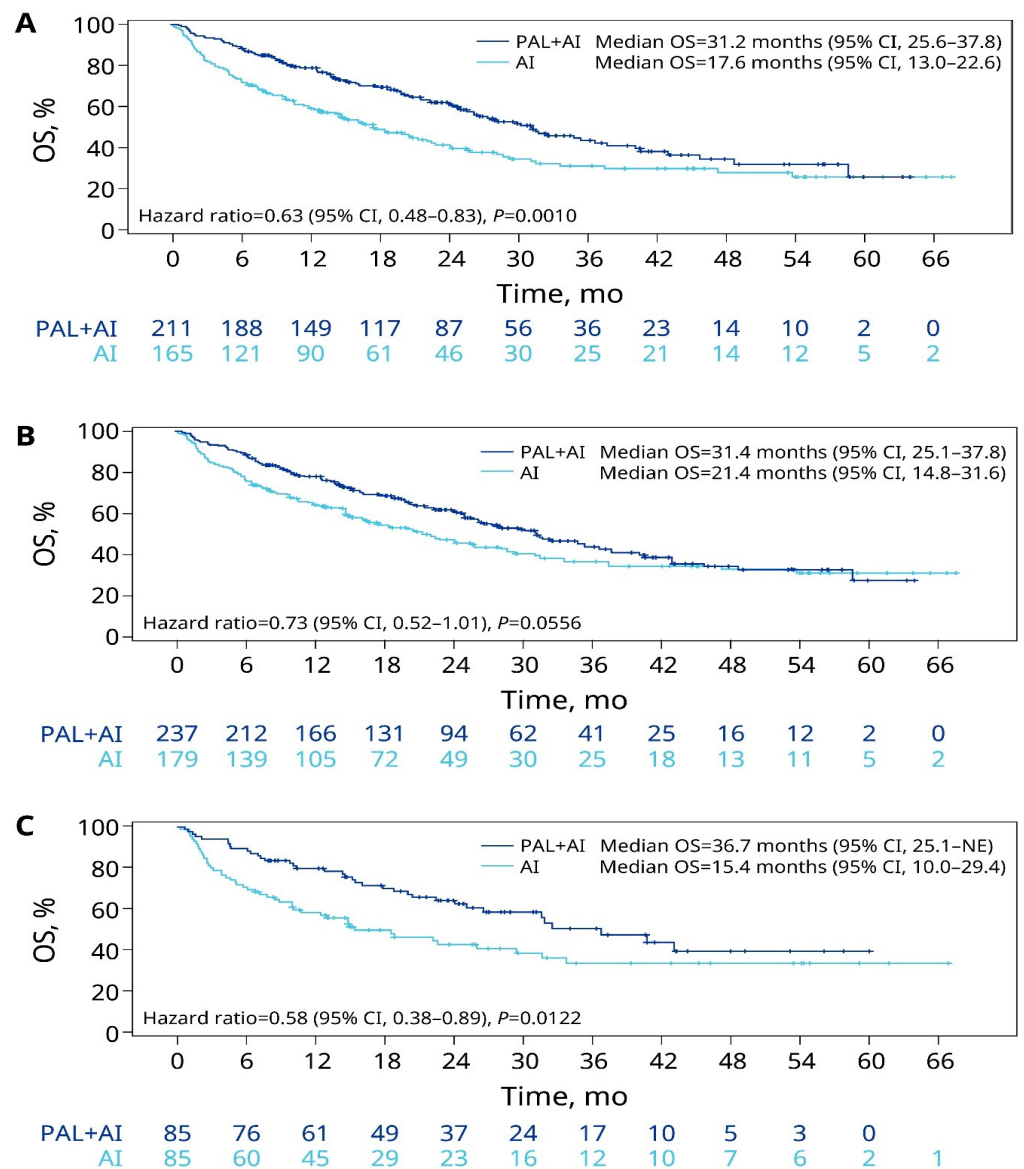 A
100
80
60
40
20
0
OS, %
PAL+AI Median OS=31.2 months (95% CI, 25.6–37.8)
AI Median OS=17.6 months (95% CI, 13.0–22.6)
Hazard ratio=0.63 (95% CI, 0.48–0.83), P=0.0010
0 6 12 18 24 30 36 42 48 54 60 66
Time, mo
PAL+AI 211 188 149 117 87 56 36 23 14 10 2 0
AI 165 121 90 61 46 30 25 21 14 12 5 2
B
100
80
60
40
20
0
OS, %
PAL+AI Median OS=31.4 months (95% CI, 25.1–37.8)
AI Median OS=21.4 months (95% CI, 14.8–31.6)
Hazard ratio=0.73 (95% CI, 0.52–1.01), P=0.0556
0 6 12 18 24 30 36 42 48 54 60 66
Time, mo
PAL+AI 237 212 166 131 94 62 41 25 16 12 2 0
AI 179 139 105 72 49 30 25 18 13 11 5 2
C
100
80
60
40
20
0
OS, %
PAL+AI Median OS=36.7 months (95% CI, 25.1–NE)
AI Median OS=15.4 months (95% CI, 10.0–29.4)
Hazard ratio=0.58 (95% CI, 0.38–0.89), P=0.0122
0 6 12 18 24 30 36 42 48 54 60 66
Time, mo
PAL+AI 85 76 61 49 37 24 17 10 5 3 0
AI 85 60 45 29 23 16 12 10 7 6 2 1